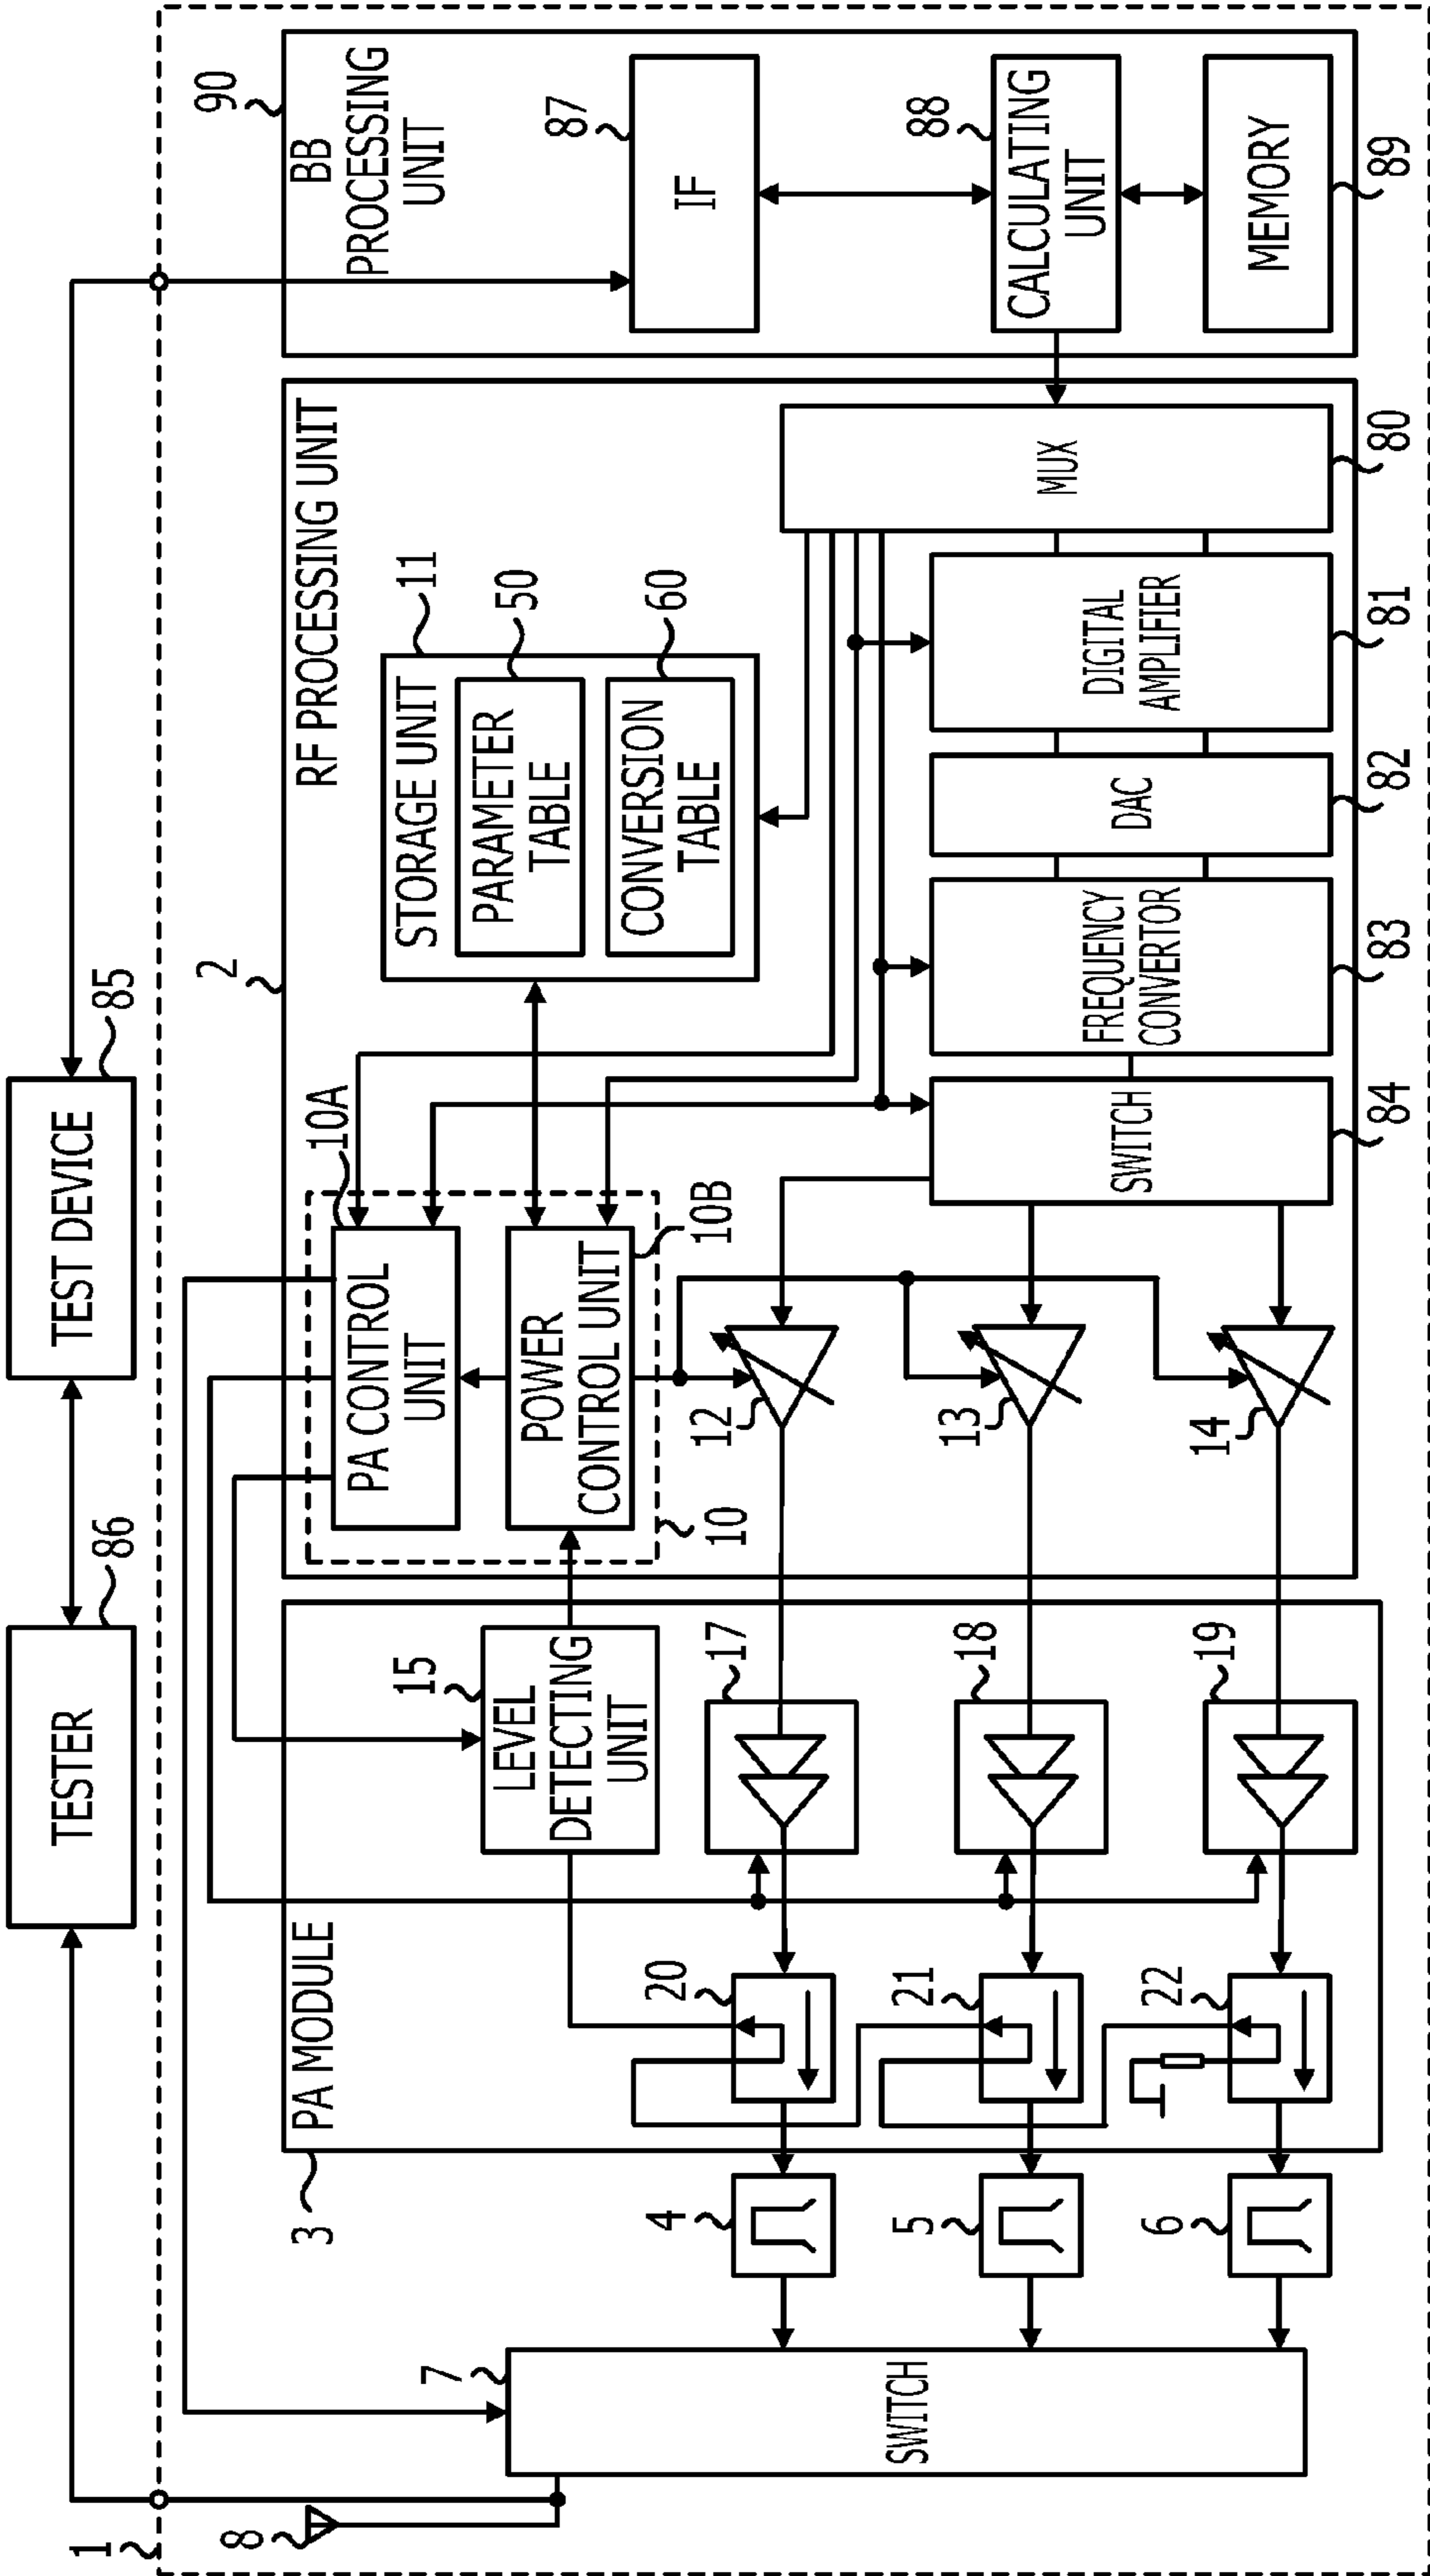 TESTER
86
TEST DEVICE
85
1
8
7
SWITCH
4
5
6
3
PA MODULE
15
LEVEL
DETECTING
UNIT
17
18
19
20
21
22
2
RF PROCESSING UNIT
10
10A
PA CONTROL
UNIT
10B
POWER
CONTROL UNIT
12
13
14
11
STORAGE UNIT
50
PARAMETER
TABLE
60
CONVERSION
TABLE
SWITCH
84
FREQUENCY
CONVERTOR
83
DAC
82
DIGITAL
AMPLIFIER
81
MUX
80
90
BB
PROCESSING
UNIT
87
IF
88
CALCULATING
UNIT
MEMORY
89